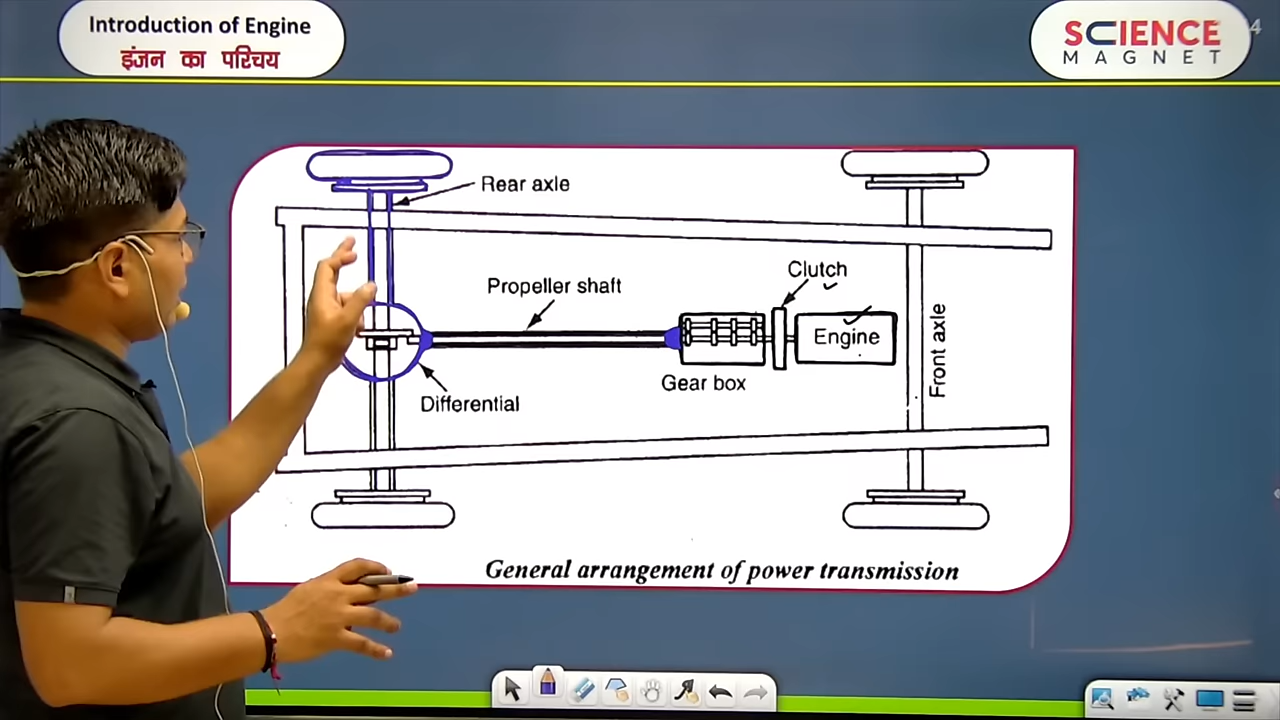 Introduction of Engine
इंजन का परिचय
SCIENCE
MAGNET
4
Rear axle
Propeller shaft
Clutch
Engine
Front axle
Gear box
Differential
General arrangement of power transmission